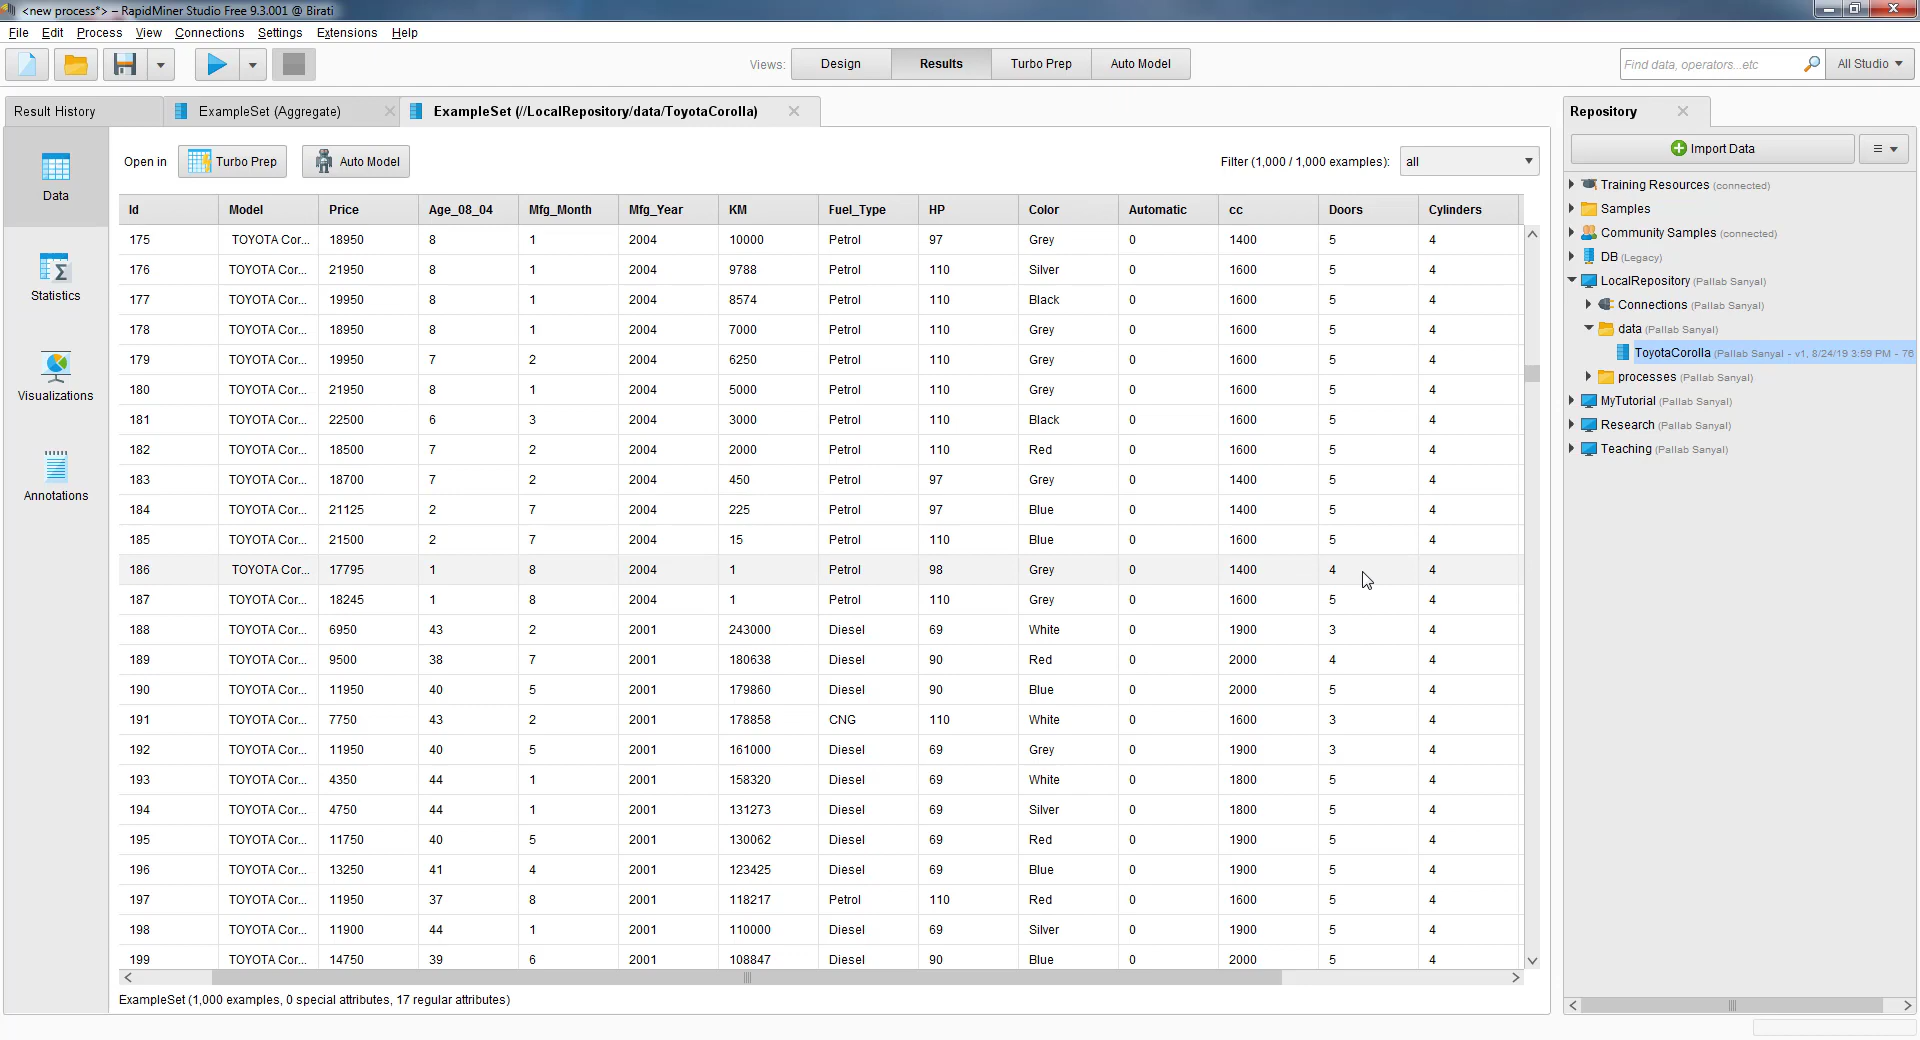 <new process*> – RapidMiner Studio Free 9.3.001 @ Birati
File Edit Process View Connections Settings Extensions Help
Views: Design Results Turbo Prep Auto Model Find data, operators...etc All Studio
Result History ExampleSet (Aggregate) ExampleSet (//LocalRepository/data/ToyotaCorolla)
Open in Turbo Prep Auto Model Filter (1,000 / 1,000 examples): all
Data
Statistics
Visualizations
Annotations
Id Model Price Age_08_04 Mfg_Month Mfg_Year KM Fuel_Type HP Color Automatic cc Doors Cylinders
175 TOYOTA Cor... 18950 8 1 2004 10000 Petrol 97 Grey 0 1400 5 4
176 TOYOTA Cor... 21950 8 1 2004 9788 Petrol 110 Silver 0 1600 5 4
177 TOYOTA Cor... 19950 8 1 2004 8574 Petrol 110 Black 0 1600 5 4
178 TOYOTA Cor... 18950 8 1 2004 7000 Petrol 110 Grey 0 1600 5 4
179 TOYOTA Cor... 19950 7 2 2004 6250 Petrol 110 Grey 0 1600 5 4
180 TOYOTA Cor... 21950 8 1 2004 5000 Petrol 110 Grey 0 1600 5 4
181 TOYOTA Cor... 22500 6 3 2004 3000 Petrol 110 Black 0 1600 5 4
182 TOYOTA Cor... 18500 7 2 2004 2000 Petrol 110 Red 0 1600 5 4
183 TOYOTA Cor... 18700 7 2 2004 450 Petrol 97 Grey 0 1400 5 4
184 TOYOTA Cor... 21125 2 7 2004 225 Petrol 97 Blue 0 1400 5 4
185 TOYOTA Cor... 21500 2 7 2004 15 Petrol 110 Blue 0 1600 5 4
186 TOYOTA Cor... 17795 1 8 2004 1 Petrol 98 Grey 0 1400 4 4
187 TOYOTA Cor... 18245 1 8 2004 1 Petrol 110 Grey 0 1600 5 4
188 TOYOTA Cor... 6950 43 2 2001 243000 Diesel 69 White 0 1900 3 4
189 TOYOTA Cor... 9500 38 7 2001 180638 Diesel 90 Red 0 2000 4 4
190 TOYOTA Cor... 11950 40 5 2001 179860 Diesel 90 Blue 0 2000 5 4
191 TOYOTA Cor... 7750 43 2 2001 178858 CNG 110 White 0 1600 3 4
192 TOYOTA Cor... 11950 40 5 2001 161000 Diesel 69 Grey 0 1900 3 4
193 TOYOTA Cor... 4350 44 1 2001 158320 Diesel 69 White 0 1800 5 4
194 TOYOTA Cor... 4750 44 1 2001 131273 Diesel 69 Silver 0 1800 5 4
195 TOYOTA Cor... 11750 40 5 2001 130062 Diesel 69 Red 0 1900 5 4
196 TOYOTA Cor... 13250 41 4 2001 123425 Diesel 69 Blue 0 1900 5 4
197 TOYOTA Cor... 11950 37 8 2001 118217 Petrol 110 Red 0 1600 5 4
198 TOYOTA Cor... 11900 44 1 2001 110000 Diesel 69 Silver 0 1900 5 4
199 TOYOTA Cor... 14750 39 6 2001 108847 Diesel 90 Blue 0 2000 5 4
ExampleSet (1,000 examples, 0 special attributes, 17 regular attributes)
Repository
Import Data
Training Resources (connected)
Samples
Community Samples (connected)
DB (Legacy)
LocalRepository (Pallab Sanyal)
Connections (Pallab Sanyal)
data (Pallab Sanyal)
ToyotaCorolla (Pallab Sanyal - v1, 8/24/19 3:59 PM - 76
processes (Pallab Sanyal)
MyTutorial (Pallab Sanyal)
Research (Pallab Sanyal)
Teaching (Pallab Sanyal)